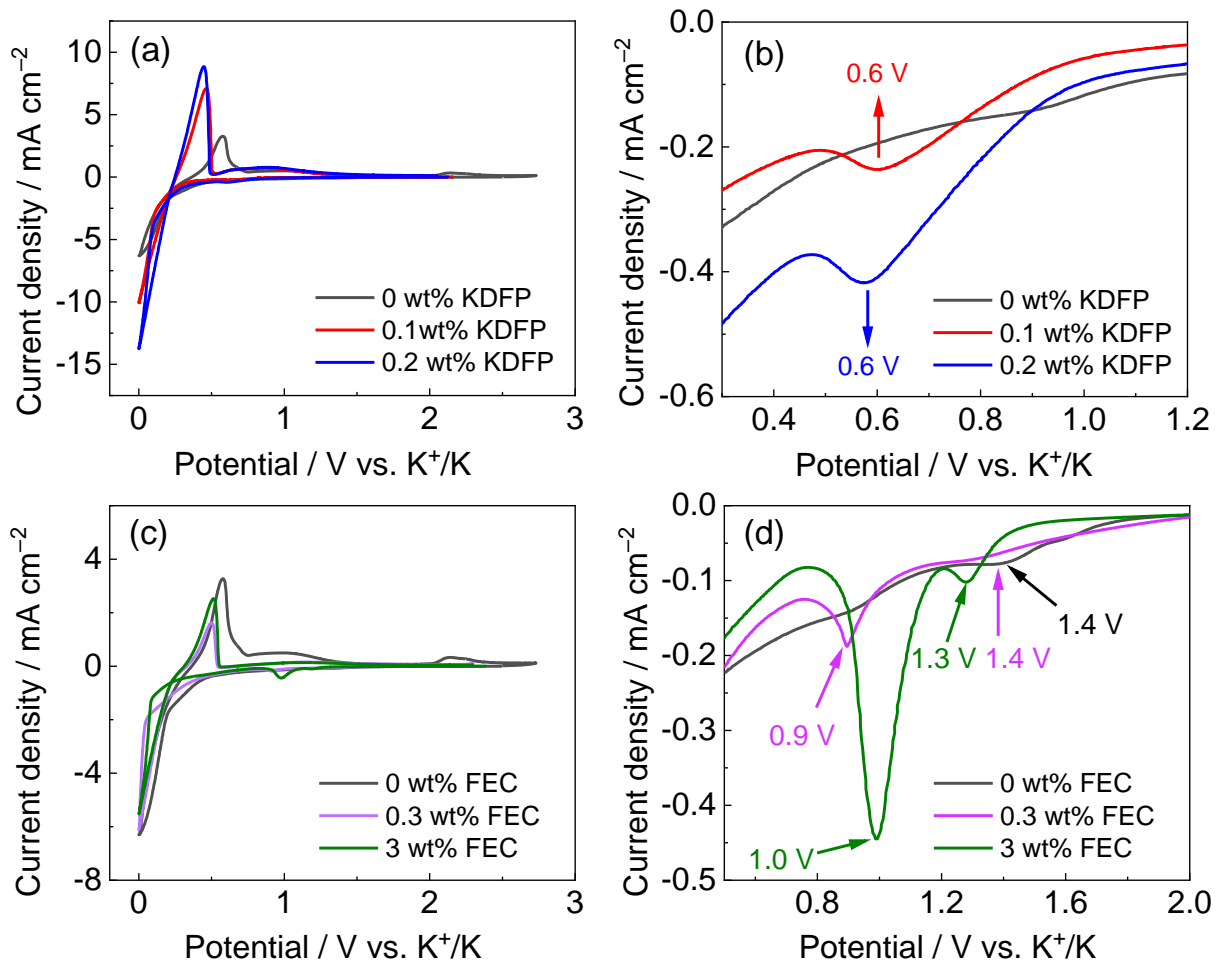 (a)
Current density / mA cm⁻²
10
5
0
-5
-10
-15
0 wt% KDFP
0.1wt% KDFP
0.2 wt% KDFP
0
1
2
3
Potential / V vs. K⁺/K
(b)
Current density / mA cm⁻²
0.0
-0.2
-0.4
-0.6
0.6 V
0.6 V
0 wt% KDFP
0.1 wt% KDFP
0.2 wt% KDFP
0.4
0.6
0.8
1.0
1.2
Potential / V vs. K⁺/K
(c)
Current density / mA cm⁻²
4
0
-4
-8
0 wt% FEC
0.3 wt% FEC
3 wt% FEC
0
1
2
3
Potential / V vs. K⁺/K
(d)
Current density / mA cm⁻²
0.0
-0.1
-0.2
-0.3
-0.4
-0.5
1.4 V
1.3 V
1.4 V
0.9 V
1.0 V
0 wt% FEC
0.3 wt% FEC
3 wt% FEC
0.8
1.2
1.6
2.0
Potential / V vs. K⁺/K